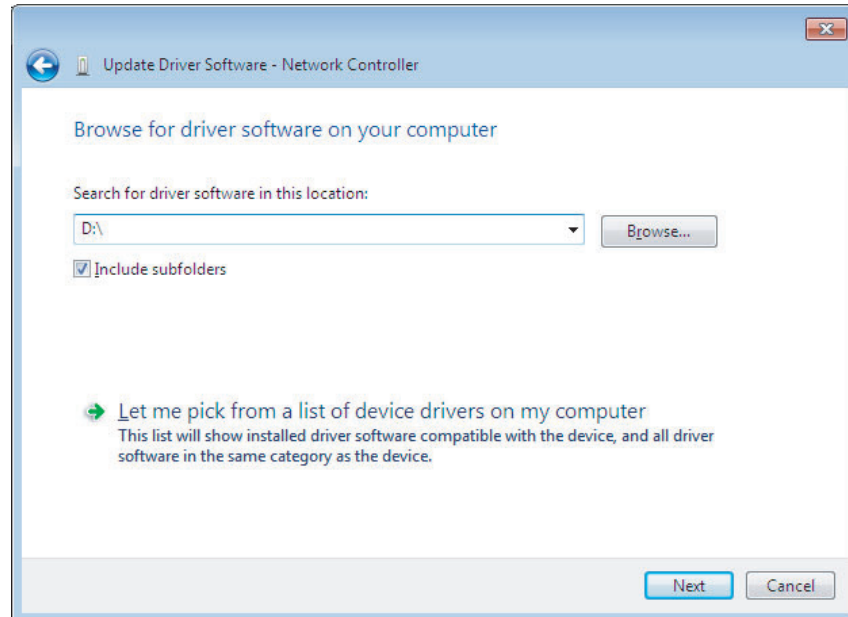 Update Driver Software - Network Controller
Browse for driver software on your computer
Search for driver software in this location:
D:\
Browse...
Include subfolders
Let me pick from a list of device drivers on my computer
This list will show installed driver software compatible with the device, and all driver
software in the same category as the device.
Next
Cancel